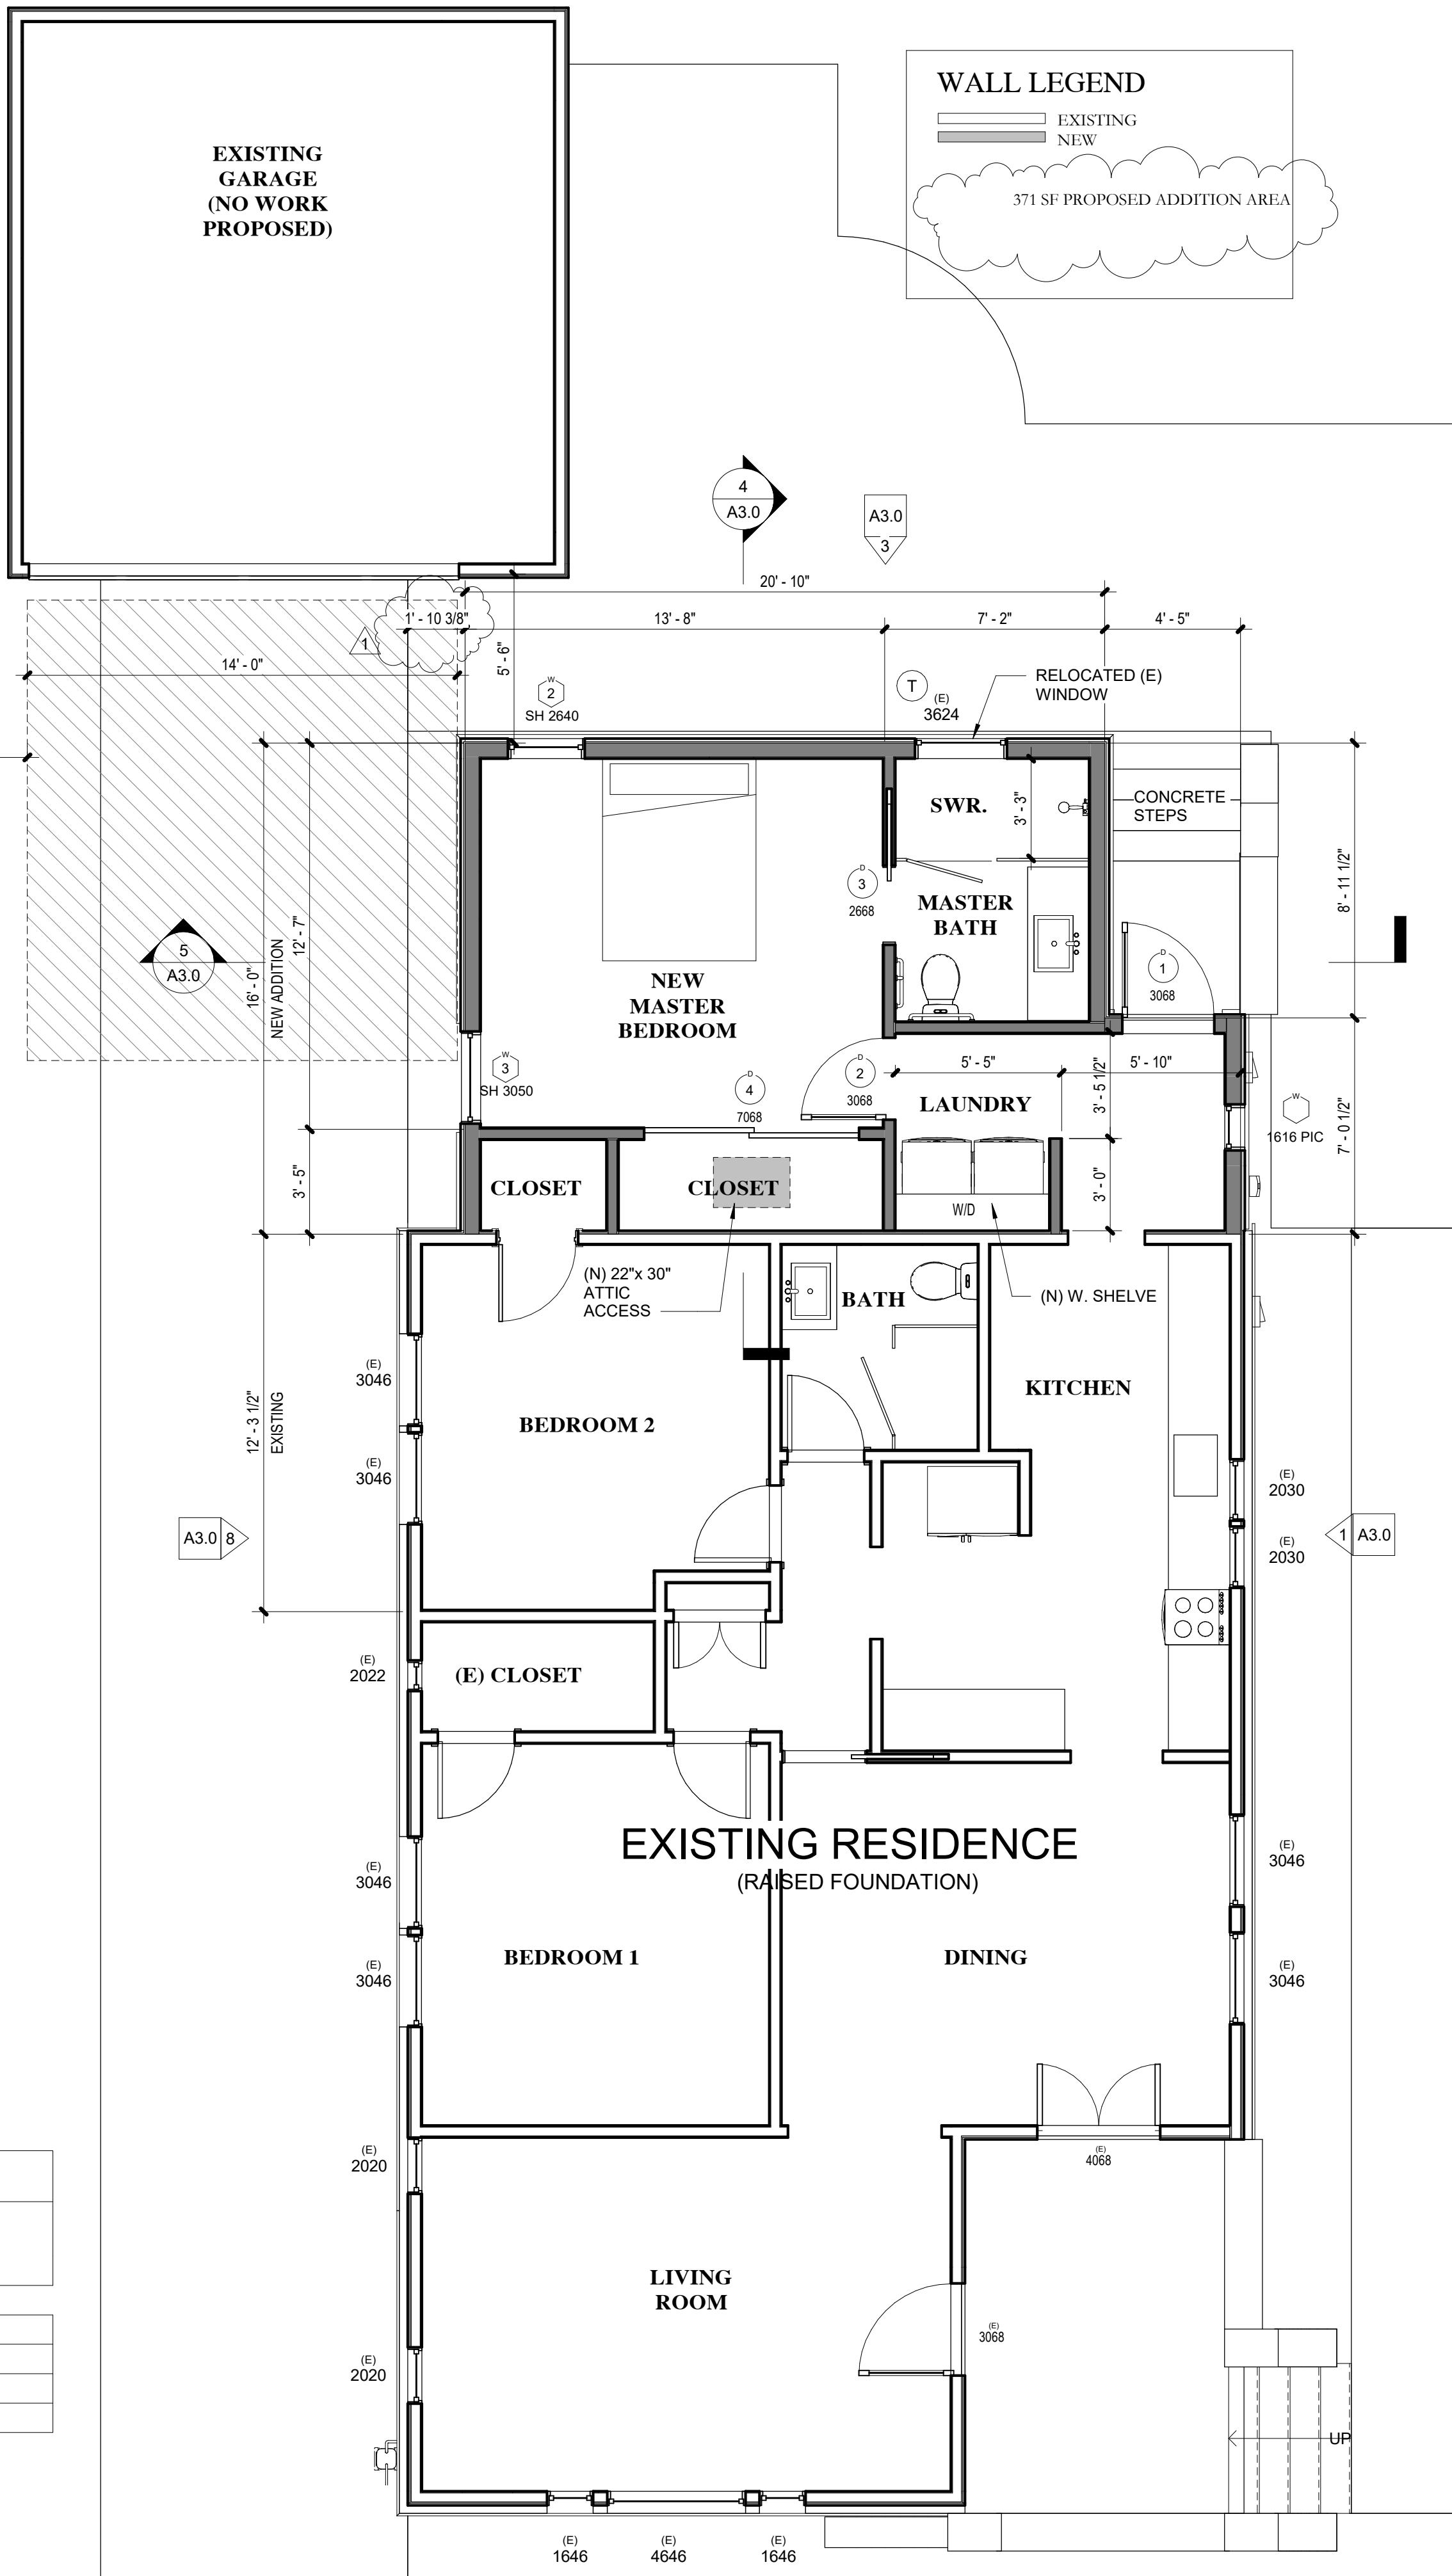 WALL LEGEND
EXISTING
NEW
371 SF PROPOSED ADDITION AREA
EXISTING
GARAGE
(NO WORK
PROPOSED)
4
A3.0
A3.0
3
20' - 10"
1' - 10 3/8"
13' - 8"
7' - 2"
4' - 5"
1
14' - 0"
5' - 6"
W
2
SH 2640
T
(E)
3624
RELOCATED (E)
WINDOW
SWR.
3' - 3"
CONCRETE
STEPS
8' - 11 1/2"
D
3
2668
MASTER
BATH
12' - 7"
16' - 0"
NEW ADDITION
5
A3.0
D
1
3068
NEW
MASTER
BEDROOM
W
3
SH 3050
D
4
7068
D
2
3068
5' - 5"
5' - 10"
3' - 5 1/2"
LAUNDRY
W
1616 PIC
7' - 0 1/2"
3' - 5"
CLOSET
CLOSET
W/D
3' - 0"
(N) 22"x 30"
ATTIC
ACCESS
BATH
(N) W. SHELVE
(E)
3046
KITCHEN
12' - 3 1/2"
EXISTING
BEDROOM 2
(E)
3046
(E)
2030
A3.0
8
(E)
2030
1
A3.0
(E)
2022
(E) CLOSET
EXISTING RESIDENCE
(RAISED FOUNDATION)
(E)
3046
(E)
3046
BEDROOM 1
DINING
(E)
3046
(E)
3046
(E)
2020
(E)
4068
LIVING
ROOM
(E)
3068
(E)
2020
UP
(E)
1646
(E)
4646
(E)
1646